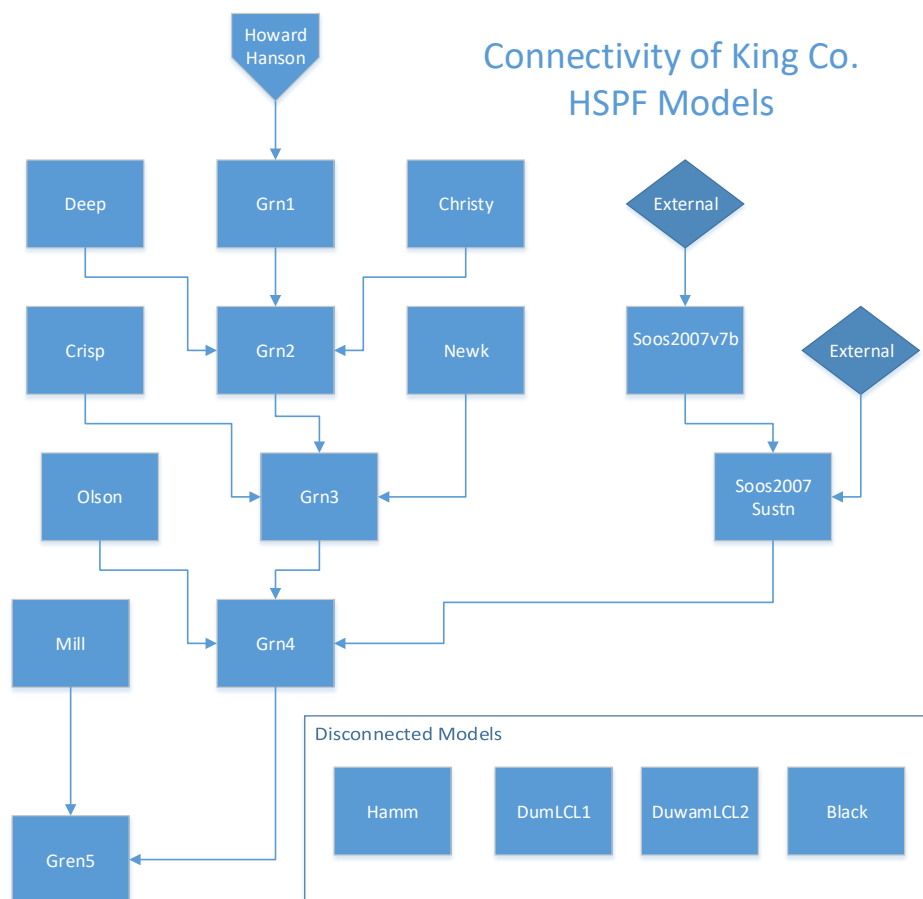 Howard
Hanson
Connectivity of King Co.
HSPF Models
Deep
Grn1
Christy
External
Crisp
Grn2
Newk
Soos2007v7b
External
Olson
Grn3
Soos2007
Sustn
Mill
Grn4
Disconnected Models
Hamm
DumLCL1
DuwamLCL2
Black
Gren5